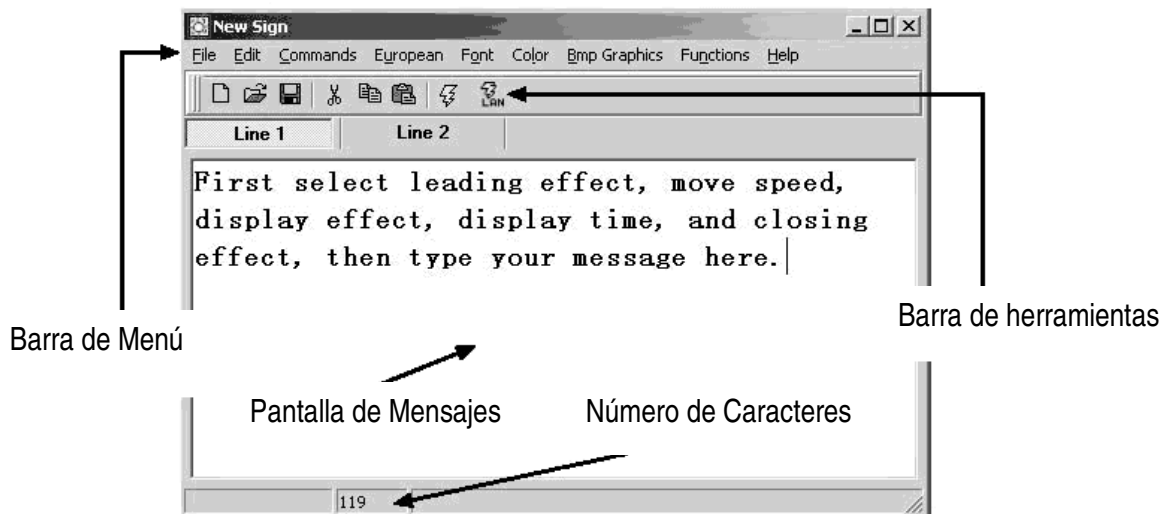 New Sign
File Edit Commands European Font Color Bmp Graphics Functions Help
LAN
Line 1 Line 2
First select leading effect, move speed,
display effect, display time, and closing
effect, then type your message here.
Barra de Menú
Barra de herramientas
Pantalla de Mensajes
Número de Caracteres
119